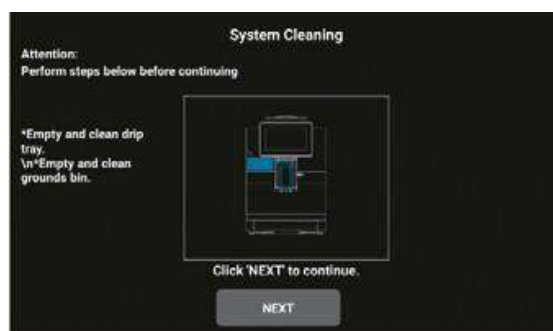 System Cleaning
Attention:
Perform steps below before continuing
*Empty and clean drip
tray.
\n*Empty and clean
grounds bin.
Click 'NEXT' to continue.
NEXT